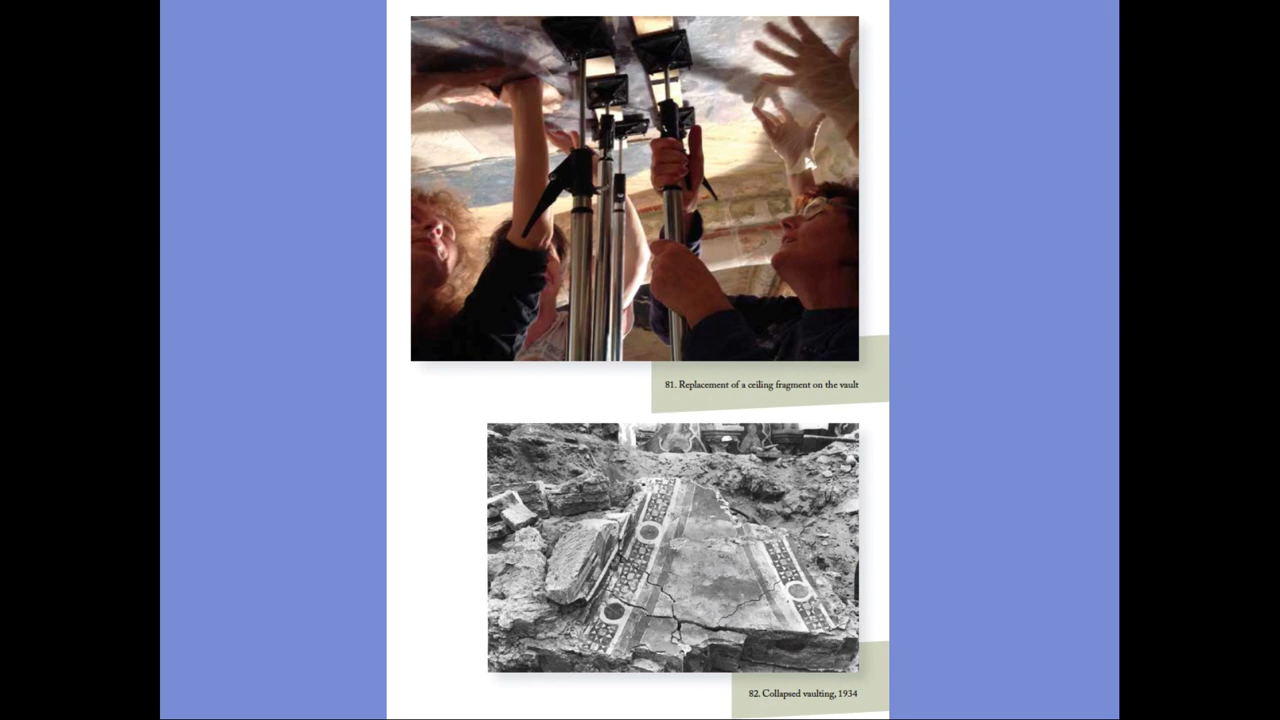 81. Replacement of a ceiling fragment on the vault
82. Collapsed vaulting, 1934